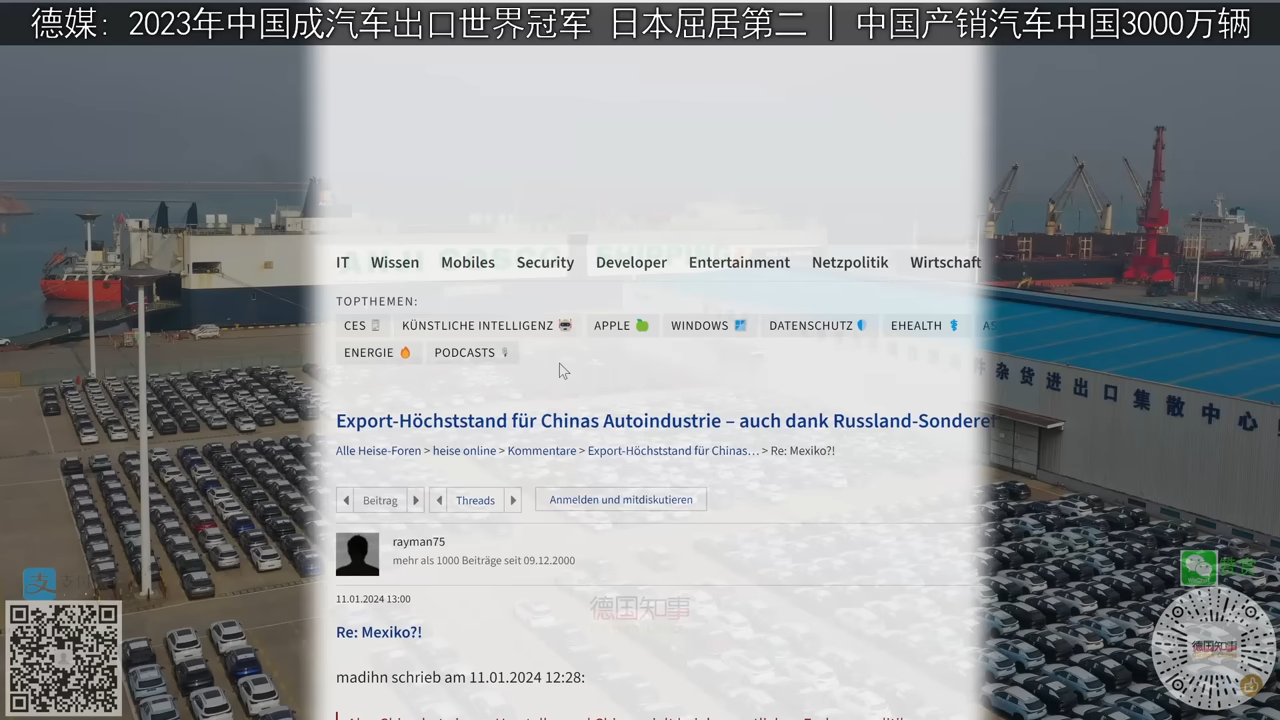 德媒：2023年中国成汽车出口世界冠军 日本屈居第二 | 中国产销汽车中国3000万辆
IT Wissen Mobiles Security Developer Entertainment Netzpolitik Wirtschaft
TOPTHEMEN:
CES KÜNSTLICHE INTELLIGENZ APPLE WINDOWS DATENSCHUTZ EHEALTH AS
ENERGIE PODCASTS
杂货进出口集散中心
Export-Höchststand für Chinas Autoindustrie – auch dank Russland-Sondere
Alle Heise-Foren > heise online > Kommentare > Export-Höchststand für Chinas… > Re: Mexiko?!
Beitrag Threads Anmelden und mitdiskutieren
rayman75
mehr als 1000 Beiträge seit 09.12.2000
支
11.01.2024 13:00
德国知事
Re: Mexiko?!
德国知事
madihn schrieb am 11.01.2024 12:28: